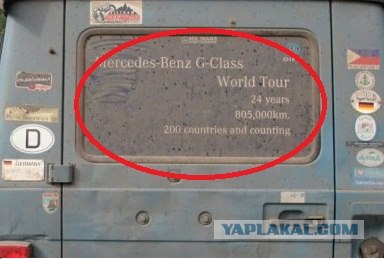 Mercedes-Benz G-Class
World Tour
24 years
805,000km.
200 countries and counting
D
GERMANY
YAPLAKAL.COM